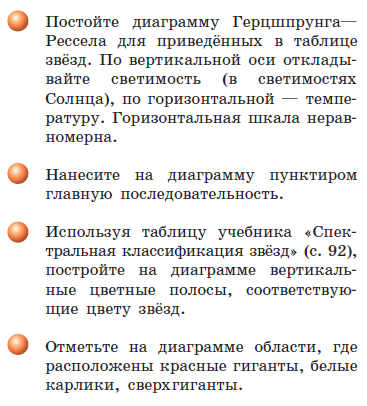 Постойте диаграмму Герцшпрунга—
Рессела для приведённых в таблице
звёзд. По вертикальной оси отклады-
вайте светимость (в светимостях
Солнца), по горизонтальной — темпе-
ратуру. Горизонтальная шкала нерав-
номерна.
Нанесите на диаграмму пунктиром
главную последовательность.
Используя таблицу учебника «Спек-
тральная классификация звёзд» (с. 92),
постройте на диаграмме вертикаль-
ные цветные полосы, соответствую-
щие цвету звёзд.
Отметьте на диаграмме области, где
расположены красные гиганты, белые
карлики, сверхгиганты.